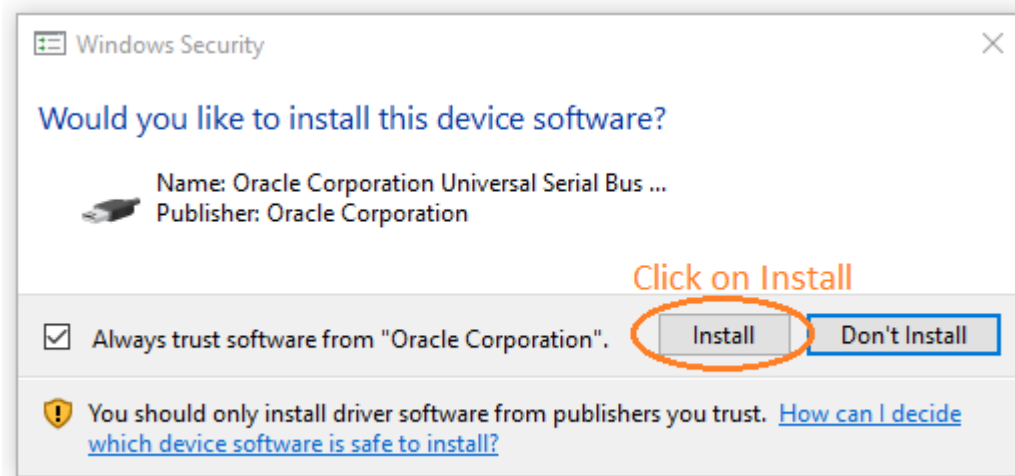 Windows Security
Would you like to install this device software?
Name: Oracle Corporation Universal Serial Bus ...
Publisher: Oracle Corporation
Click on Install
Always trust software from "Oracle Corporation".
Install
Don't Install
You should only install driver software from publishers you trust. How can I decide
which device software is safe to install?